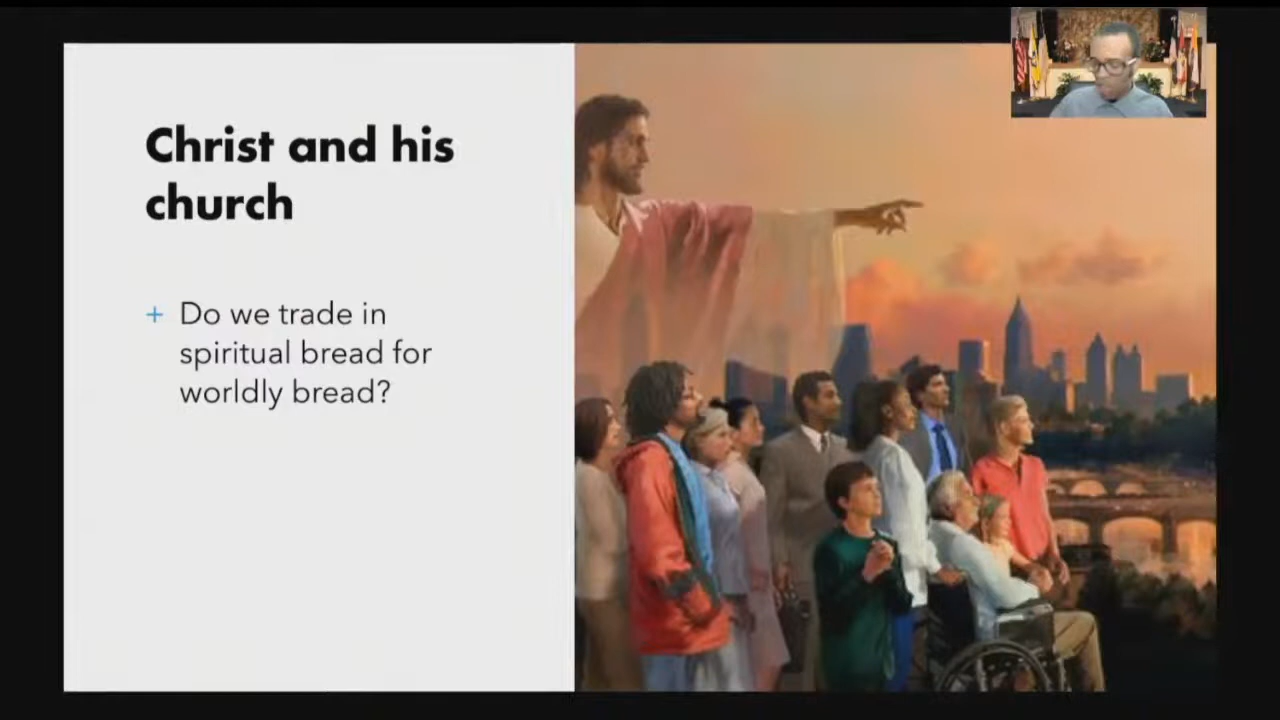 Christ and his
church
+ Do we trade in
spiritual bread for
worldly bread?